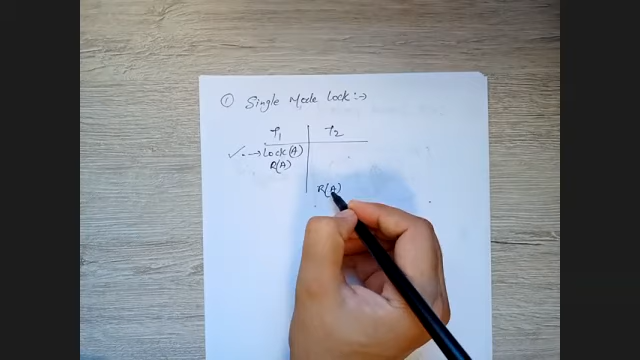 ① Single Mode Lock :→
T1 T2
✓ • → Lock(A)
R(A)
R(A)